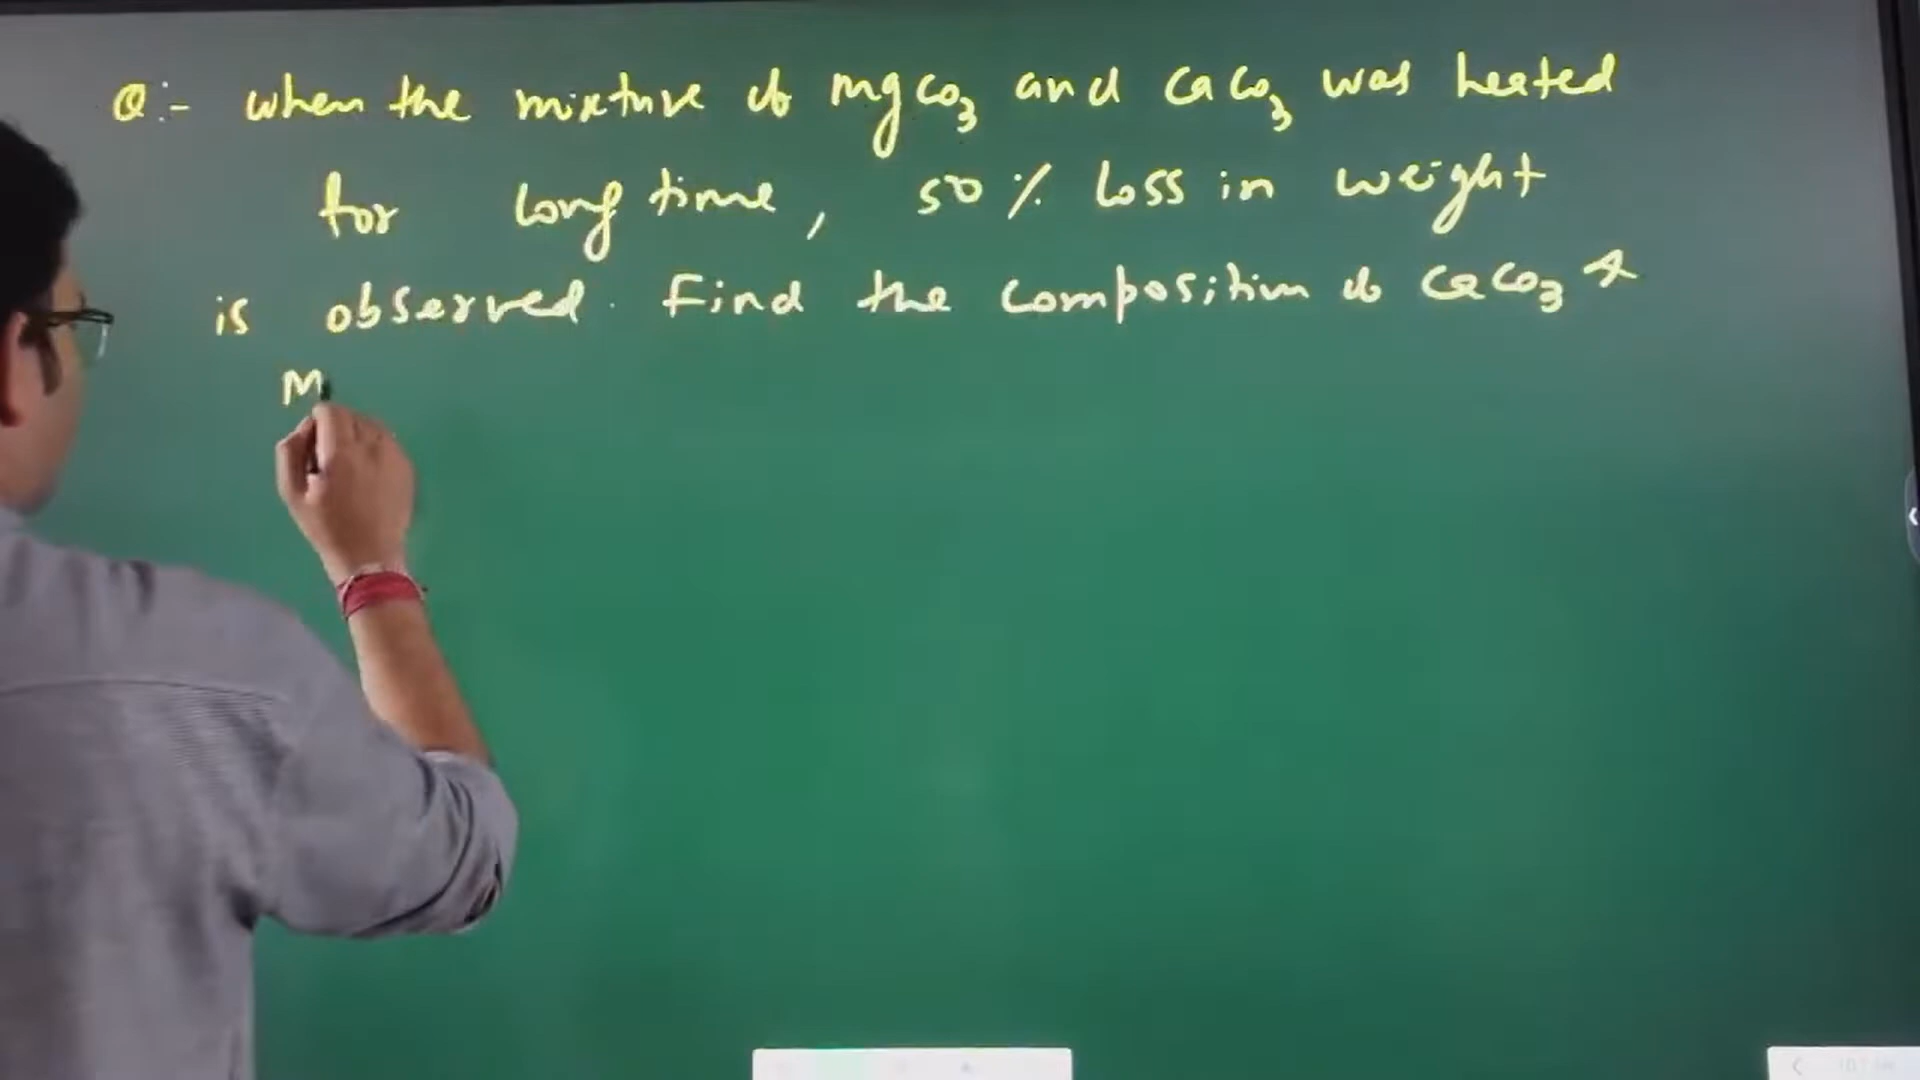 Q:- When the mixture of MgCO3 and CaCO3 was heated
for long time, 50% loss in weight
is observed. Find the composition of CaCO3 &
M